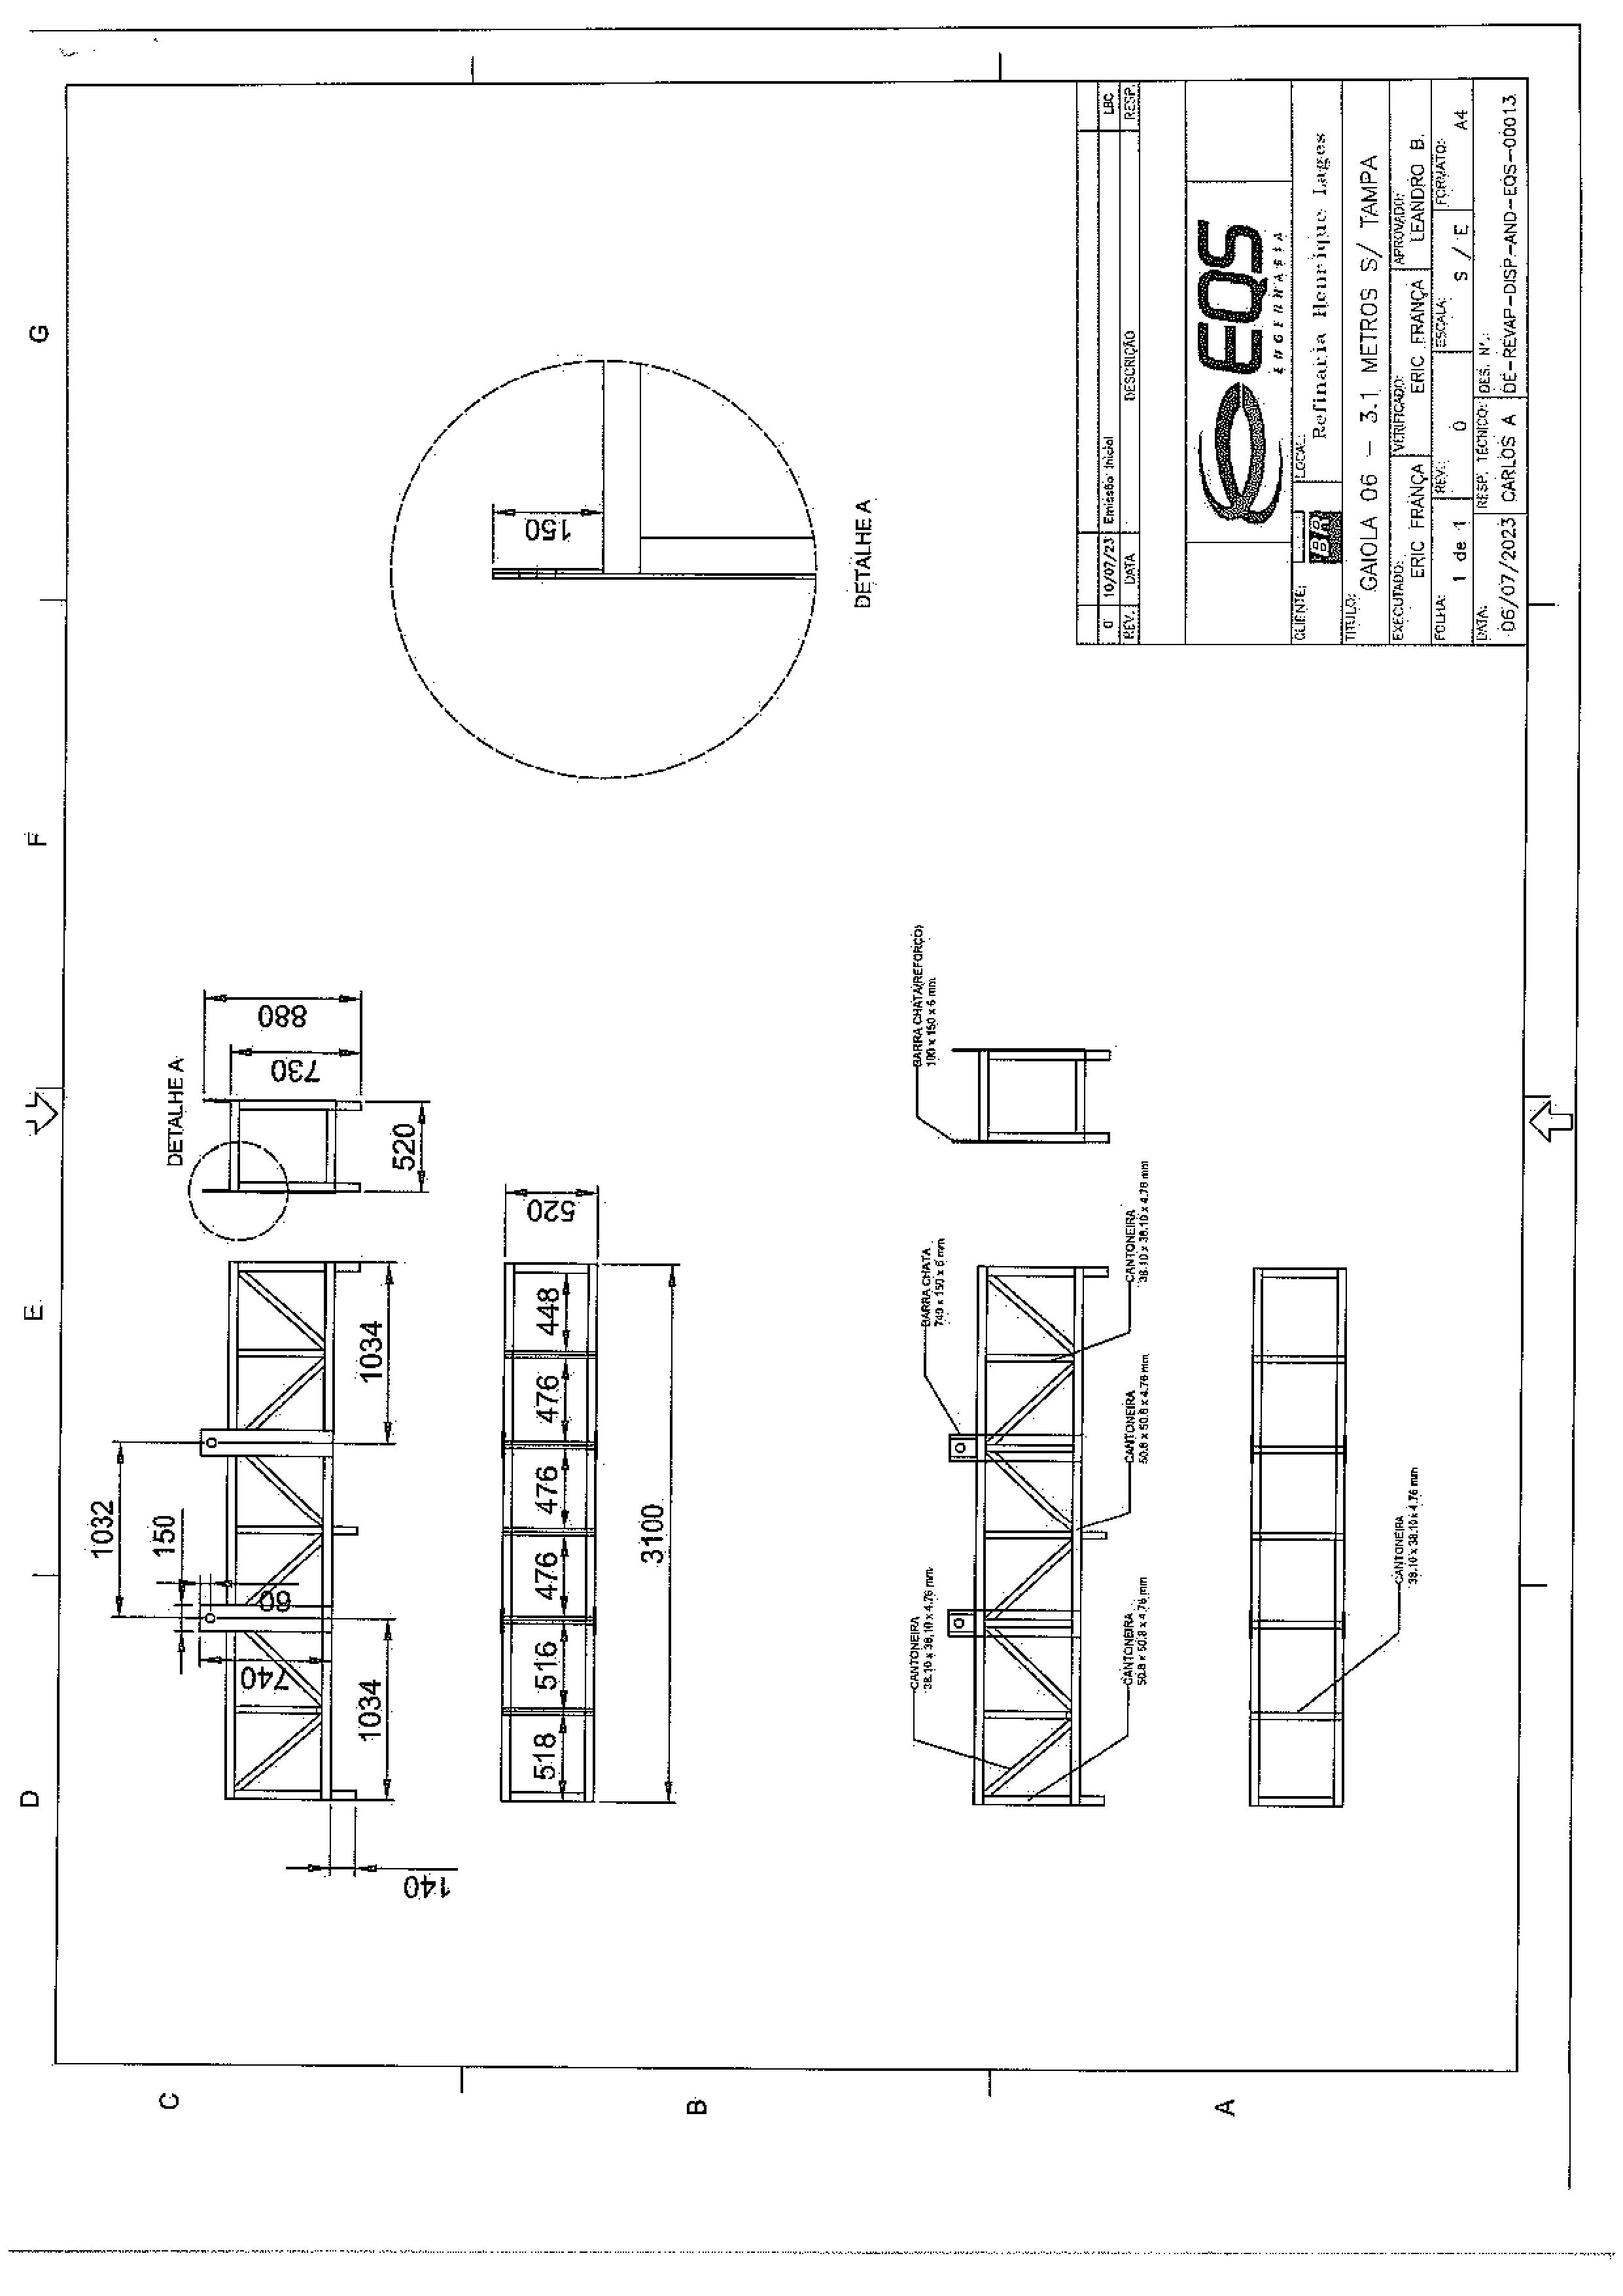 G
F
E
D
C
B
A
DETALHE A
880
730
520
1032
150
60
740
1034
1034
140
520
448
476
476
476
516
518
3100
150
DETALHE A
BARRA CHATA(REFORÇO)
100 x 150 x 6 mm
BARRA CHATA
740 x 150 x 6 mm
CANTONEIRA
38.10 x 38.10 x 4.76 mm
CANTONEIRA
50.8 x 50.8 x 4.76 mm
CANTONEIRA
38.10 x 38.10 x 4.76 mm
CANTONEIRA
50.8 x 50.8 x 4.76 mm
CANTONEIRA
38.10 x 38.10 x 4.76 mm
0 10/07/23 Emissão Inicial LBC
REV. DATA DESCRIÇÃO RESP.
EQS
ENGENHARIA
CLIENTE: LOCAL:
BR Refinaria Henrique Lages
TITULO:
GAIOLA 06 - 3.1 METROS S/ TAMPA
EXECUTADO: VERIFICADO: APROVADO:
ERIC FRANÇA ERIC FRANÇA LEANDRO B.
FOLHA: REV.: ESCALA: FORMATO:
1 de 1 0 S / E A4
DATA: RESP. TÉCNICO: DES. Nº.:
06/07/2023 CARLOS A DE-REVAP-DISP-AND-EQS-00013